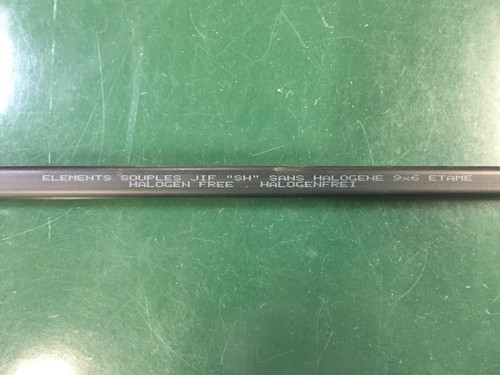 ELEMENTS SOUPLES JIF "SH" SANS HALOGENE 9x6 ETAME
HALOGEN FREE . HALOGENFREI